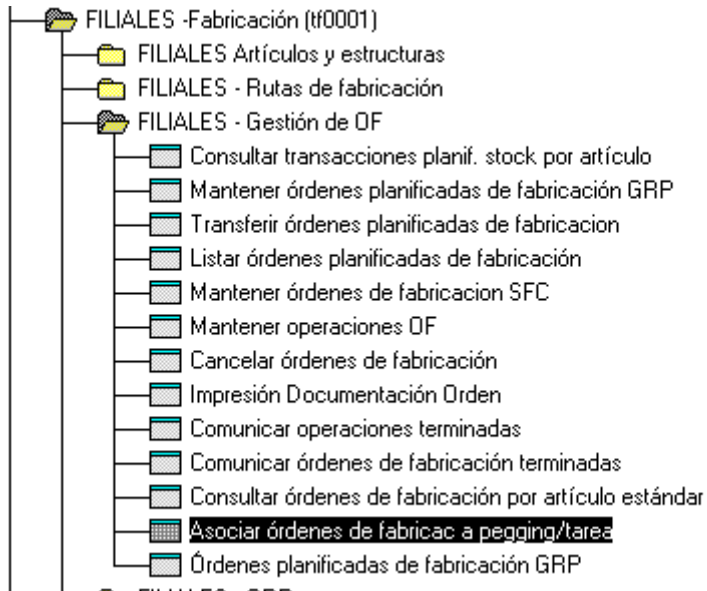 FILIALES -Fabricación (tf0001)
FILIALES Artículos y estructuras
FILIALES - Rutas de fabricación
FILIALES - Gestión de OF
Consultar transacciones planif. stock por artículo
Mantener órdenes planificadas de fabricación GRP
Transferir órdenes planificadas de fabricacion
Listar órdenes planificadas de fabricación
Mantener órdenes de fabricacion SFC
Mantener operaciones OF
Cancelar órdenes de fabricación
Impresión Documentación Orden
Comunicar operaciones terminadas
Comunicar órdenes de fabricación terminadas
Consultar órdenes de fabricación por artículo estándar
Asociar órdenes de fabricac a pegging/tarea
Órdenes planificadas de fabricación GRP